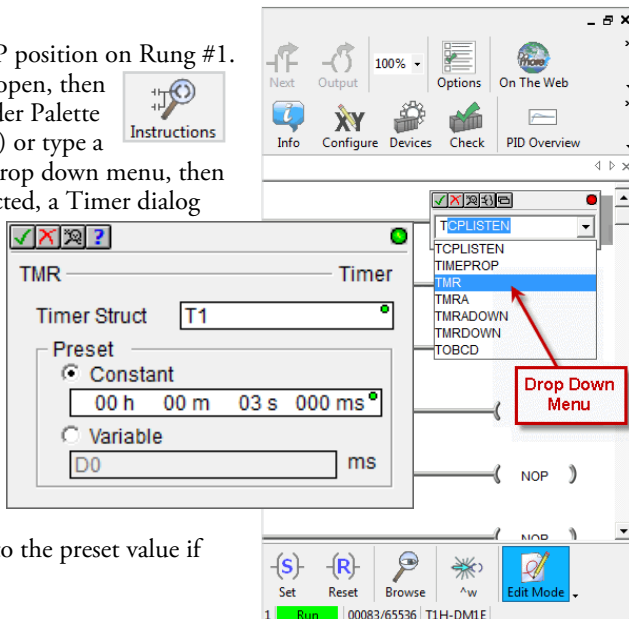 P position on Rung #1.
open, then
der Palette
) or type a
rop down menu, then
cted, a Timer dialog
Instructions
Next Output 100% Options On The Web
Info Configure Devices Check PID Overview
TCPLISTEN
TCPLISTEN
TIMEPROP
TMR
TMRA
TMRADOWN
TMRDOWN
TOBCD
Drop Down
Menu
TMR Timer
Timer Struct T1
Preset
Constant
00 h 00 m 03 s 000 ms
Variable
D0 ms
NOP
NOP
to the preset value if
S R
Set Reset Browse ^w Edit Mode
1 Run 00083/65536 T1H-DM1E